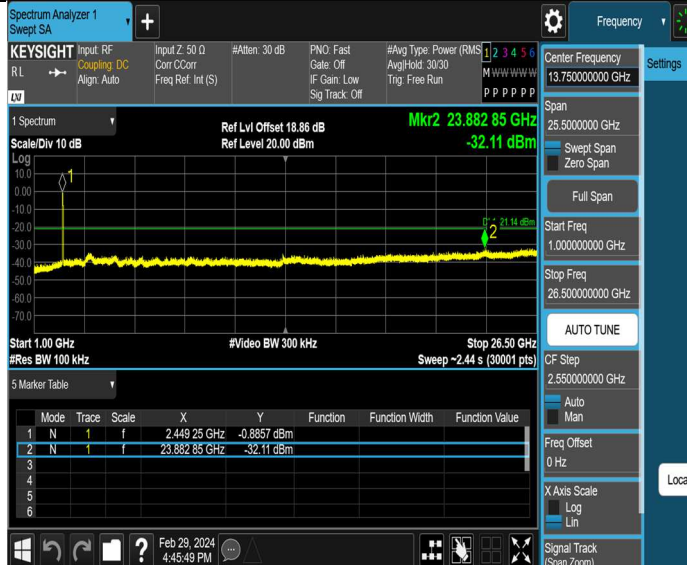 Spectrum Analyzer 1
Swept SA
+
Frequency
KEYSIGHT
RL
LXI
Input: RF
Coupling: DC
Align: Auto
Input Z: 50 Ω
Corr CCorr
Freq Ref: Int (S)
#Atten: 30 dB
PNO: Fast
Gate: Off
IF Gain: Low
Sig Track: Off
#Avg Type: Power (RMS
Avg|Hold: 30/30
Trig: Free Run
1 2 3 4 5 6
M W W W W W
P P P P P P
1 Spectrum
Scale/Div 10 dB
Ref Lvl Offset 18.86 dB
Ref Level 20.00 dBm
Mkr2 23.882 85 GHz
-32.11 dBm
Log
10.0
0.00
-10.0
-20.0
-30.0
-40.0
-50.0
-60.0
-70.0
1
2
21.14 dBm
Start 1.00 GHz
#Res BW 100 kHz
#Video BW 300 kHz
Stop 26.50 GHz
Sweep ~2.44 s (30001 pts)
5 Marker Table
Mode Trace Scale X Y Function Function Width Function Value
1 N 1 f 2.449 25 GHz -0.8857 dBm
2 N 1 f 23.882 85 GHz -32.11 dBm
3
4
5
6
?
Feb 29, 2024
4:45:49 PM
Center Frequency
13.750000000 GHz
Settings
Span
25.5000000 GHz
Swept Span
Zero Span
Full Span
Start Freq
1.000000000 GHz
Stop Freq
26.500000000 GHz
AUTO TUNE
CF Step
2.550000000 GHz
Auto
Man
Freq Offset
0 Hz
X Axis Scale
Log
Lin
Loca
Signal Track
(Span Zoom)